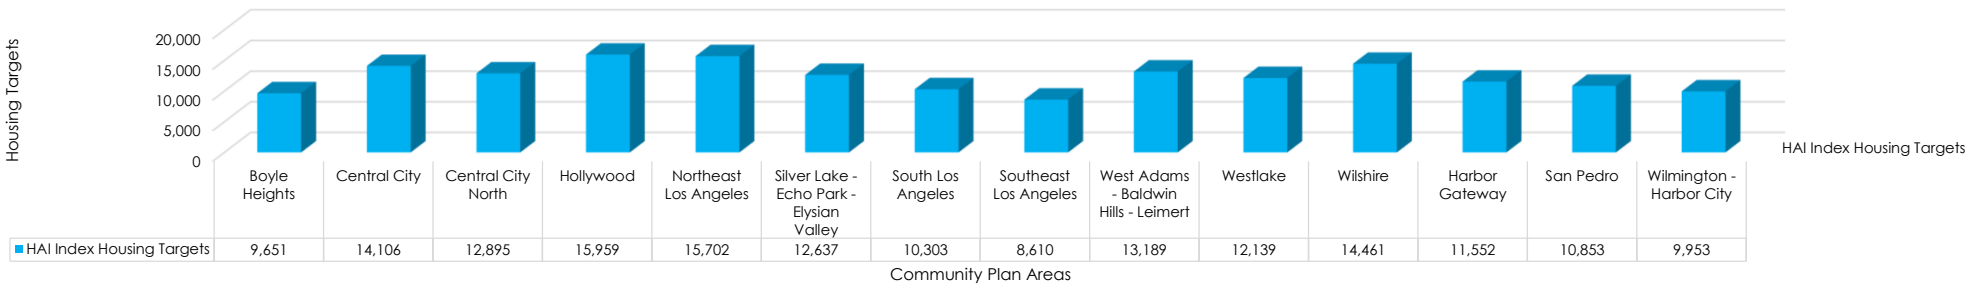 Housing Targets
20,000
15,000
10,000
5,000
0
HAI Index Housing Targets
Boyle
Heights
Central City
Central City
North
Hollywood
Northeast
Los Angeles
Silver Lake -
Echo Park -
Elysian
Valley
South Los
Angeles
Southeast
Los Angeles
West Adams
- Baldwin
Hills - Leimert
Westlake
Wilshire
Harbor
Gateway
San Pedro
Wilmington -
Harbor City
HAI Index Housing Targets 9,651 14,106 12,895 15,959 15,702 12,637 10,303 8,610 13,189 12,139 14,461 11,552 10,853 9,953
Community Plan Areas